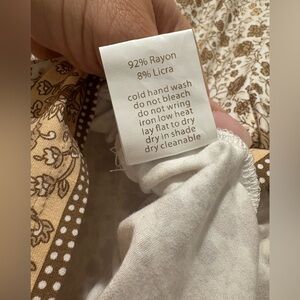 92% Rayon
8% Licra
cold hand wash
do not bleach
do not wring
iron low heat
lay flat to dry
dry in shade
dry cleanable